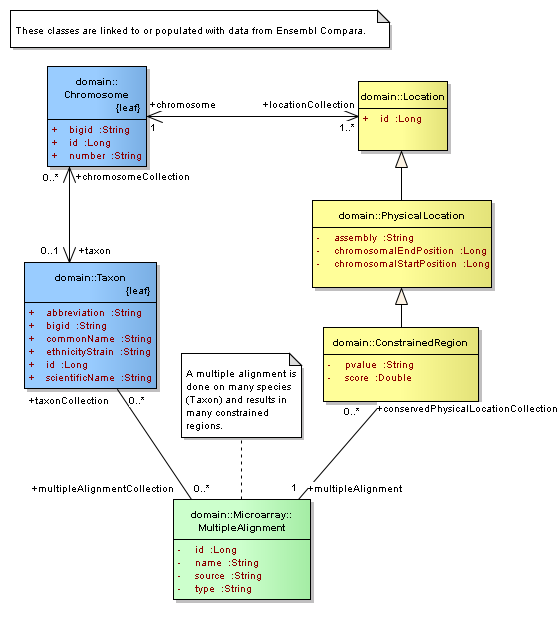 These classes are linked to or populated with data from Ensembl Compara.
domain::
Chromosome
{leaf}
+ bigid :String
+ id :Long
+ number :String
+chromosome
1
+locationCollection
1..*
domain::Location
+ id :Long
0..*
+chromosomeCollection
0..1
+taxon
domain::PhysicalLocation
- assembly :String
- chromosomalEndPosition :Long
- chromosomalStartPosition :Long
domain::Taxon
{leaf}
+ abbreviation :String
+ bigid :String
+ commonName :String
+ ethnicityStrain :String
+ id :Long
+ scientificName :String
domain::ConstrainedRegion
- pvalue :String
- score :Double
A multiple alignment is
done on many species
(Taxon) and results in
many constrained
regions.
+taxonCollection
0..*
0..*
+conservedPhysicalLocationCollection
+multipleAlignmentCollection
0..*
1
+multipleAlignment
domain::Microarray::
MultipleAlignment
- id :Long
- name :String
- source :String
- type :String